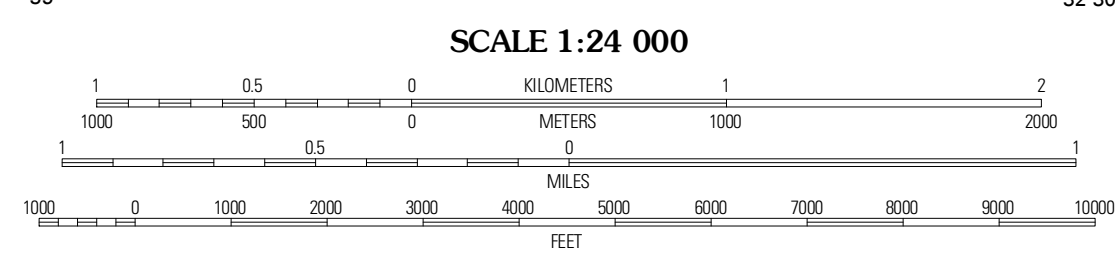 SCALE 1:24 000
1 0.5 0 KILOMETERS 1 2
1000 500 0 METERS 1000 2000
1 0.5 0 1
MILES
1000 0 1000 2000 3000 4000 5000 6000 7000 8000 9000 10000
FEET